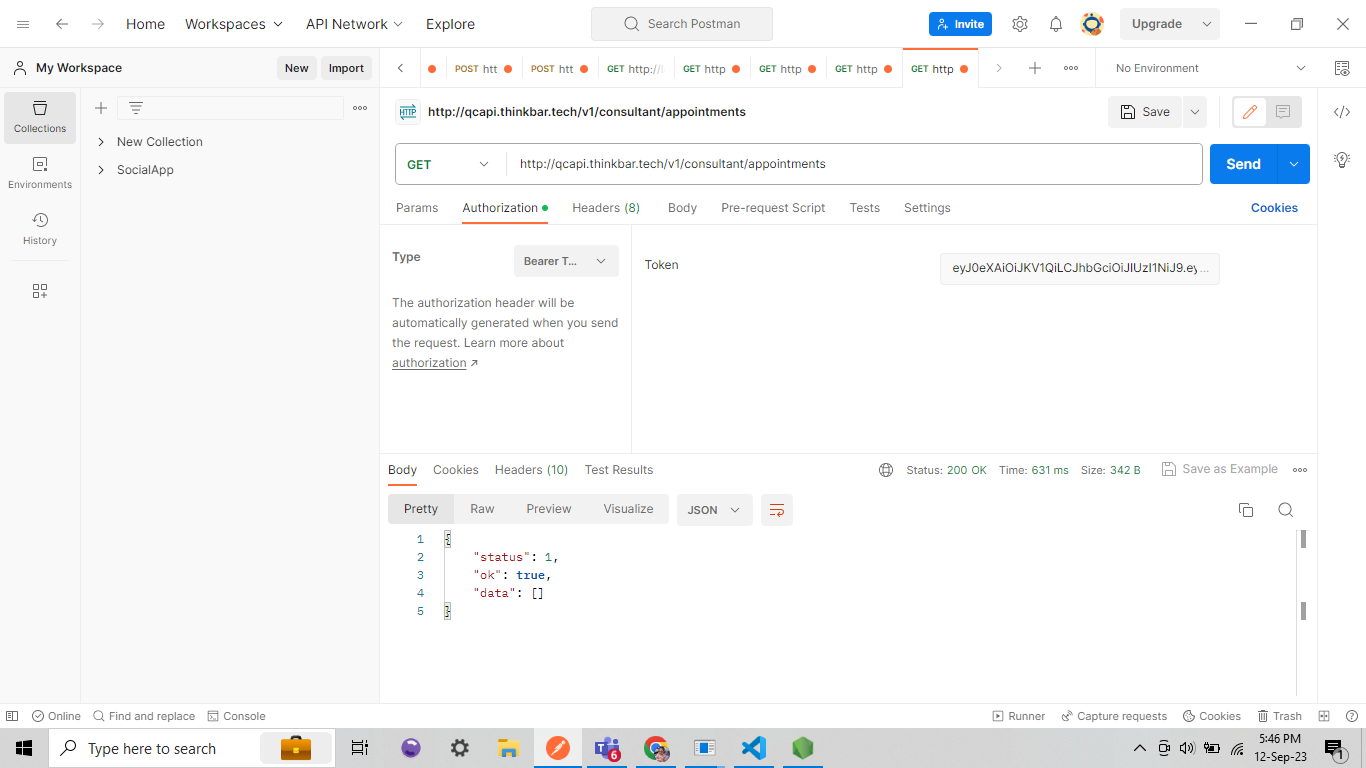 Home Workspaces API Network Explore Search Postman Invite Upgrade
My Workspace New Import POST htt POST htt GET http:// GET http GET http GET http GET http No Environment
HTTP http://qcapi.thinkbar.tech/v1/consultant/appointments Save
Collections
New Collection
SocialApp
Environments
History
GET http://qcapi.thinkbar.tech/v1/consultant/appointments Send
Params Authorization Headers (8) Body Pre-request Script Tests Settings Cookies
Type Bearer T... Token eyJ0eXAiOiJKV1QiLCJhbGciOiJIUzI1NiJ9.ey...
The authorization header will be
automatically generated when you send
the request. Learn more about
authorization ↗
Body Cookies Headers (10) Test Results Status: 200 OK Time: 631 ms Size: 342 B Save as Example
Pretty Raw Preview Visualize JSON
1 {
2 "status": 1,
3 "ok": true,
4 "data": []
5 }
Online Find and replace Console Runner Capture requests Cookies Trash
Type here to search 6 5:46 PM
12-Sep-23 1